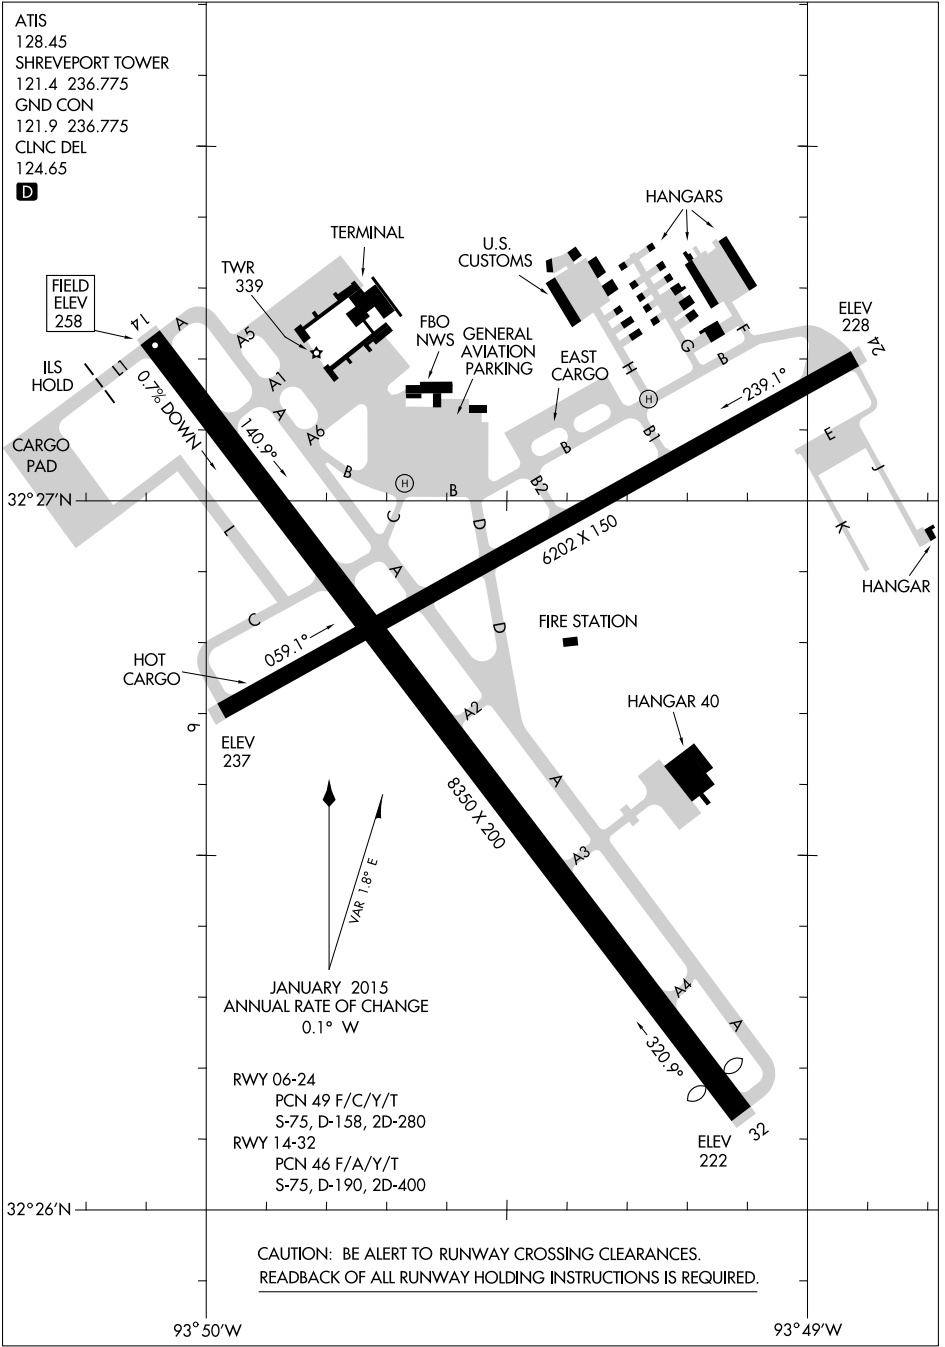 ATIS
128.45
SHREVEPORT TOWER
121.4 236.775
GND CON
121.9 236.775
CLNC DEL
124.65
D
HANGARS
TERMINAL
U.S.
CUSTOMS
TWR
339
FIELD
ELEV
258
14
A
A5
FBO
NWS
GENERAL
AVIATION
PARKING
ELEV
228
24
F
G
B
H
EAST
CARGO
ILS
HOLD
L1
0.7% DOWN
A1
A
A6
140.9°
239.1°
H
B1
E
J
CARGO
PAD
B
B
H
B
B2
32°27'N
C
D
K
L
6202 X 150
HANGAR
A
C
059.1°
D
FIRE STATION
HOT
CARGO
6
ELEV
237
A2
HANGAR 40
A
8350 X 200
A3
VAR 1.8° E
JANUARY 2015
ANNUAL RATE OF CHANGE
0.1° W
A4
A
320.9°
RWY 06-24
PCN 49 F/C/Y/T
S-75, D-158, 2D-280
RWY 14-32
PCN 46 F/A/Y/T
S-75, D-190, 2D-400
32
ELEV
222
32°26'N
CAUTION: BE ALERT TO RUNWAY CROSSING CLEARANCES.
READBACK OF ALL RUNWAY HOLDING INSTRUCTIONS IS REQUIRED.
93°50'W
93°49'W